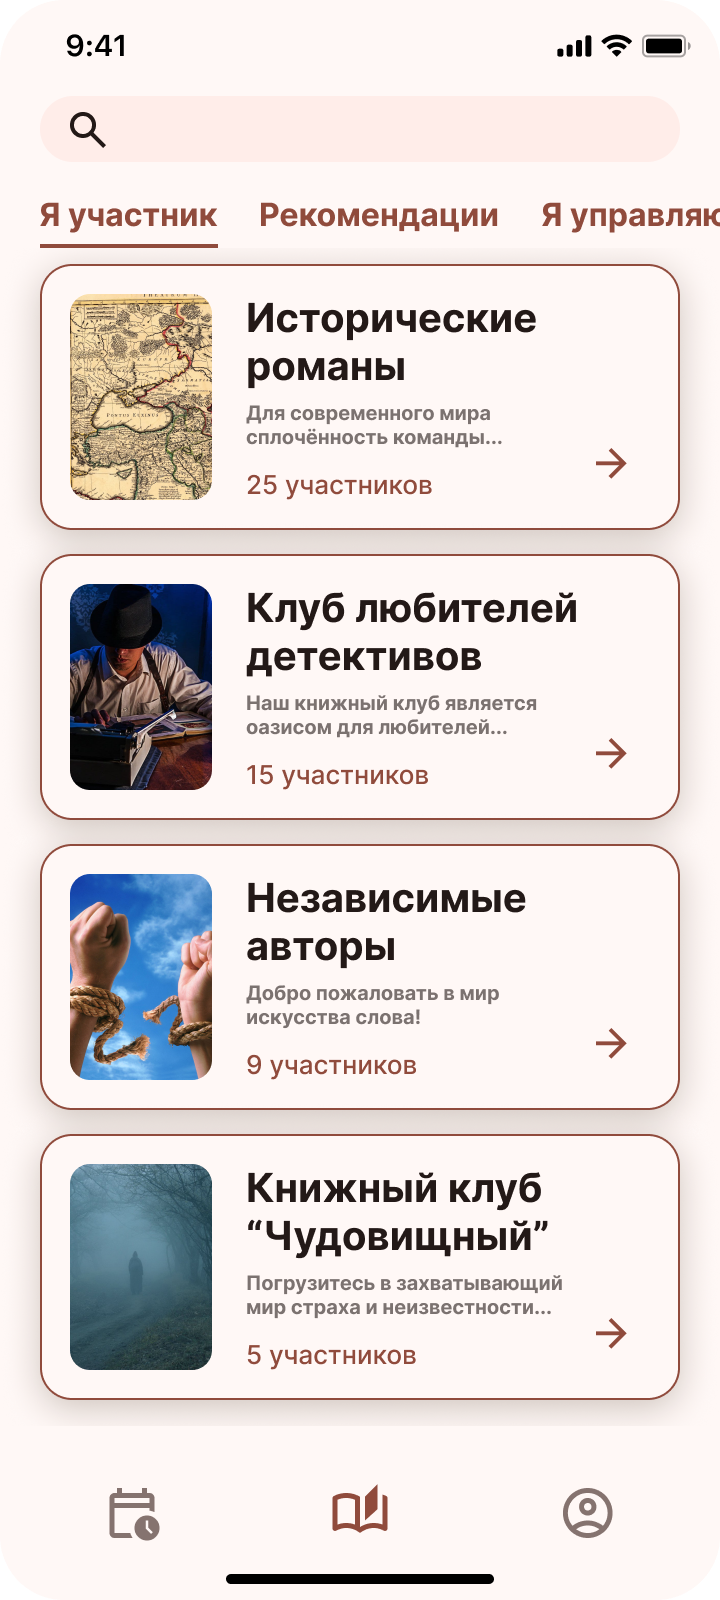 9:41
Я участник Рекомендации Я управляю
Исторические
романы
Для современного мира
сплочённость команды...
25 участников
PONTUS EUXINUS
Клуб любителей
детективов
Наш книжный клуб является
оазисом для любителей...
15 участников
Независимые
авторы
Добро пожаловать в мир
искусства слова!
9 участников
Книжный клуб
“Чудовищный”
Погрузитесь в захватывающий
мир страха и неизвестности...
5 участников